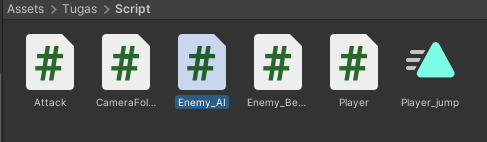 Assets > Tugas > Script
Attack
CameraFol...
Enemy_AI
Enemy_Be...
Player
Player_jump